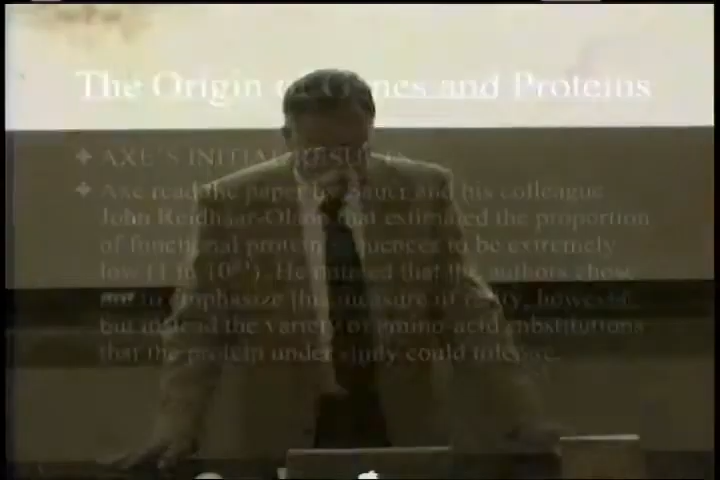 The Origin of Genes and Proteins
AXE'S INITIAL RESULTS
Axe read the paper by Sauer and his colleague
John Reidhaar-Olson that estimated the proportion
of functional protein sequences to be extremely
low (1 in 10). He noticed that the authors chose
not to emphasize this measure of rarity, however,
but instead the variety of amino-acid substitutions
that the protein under study could tolerate.